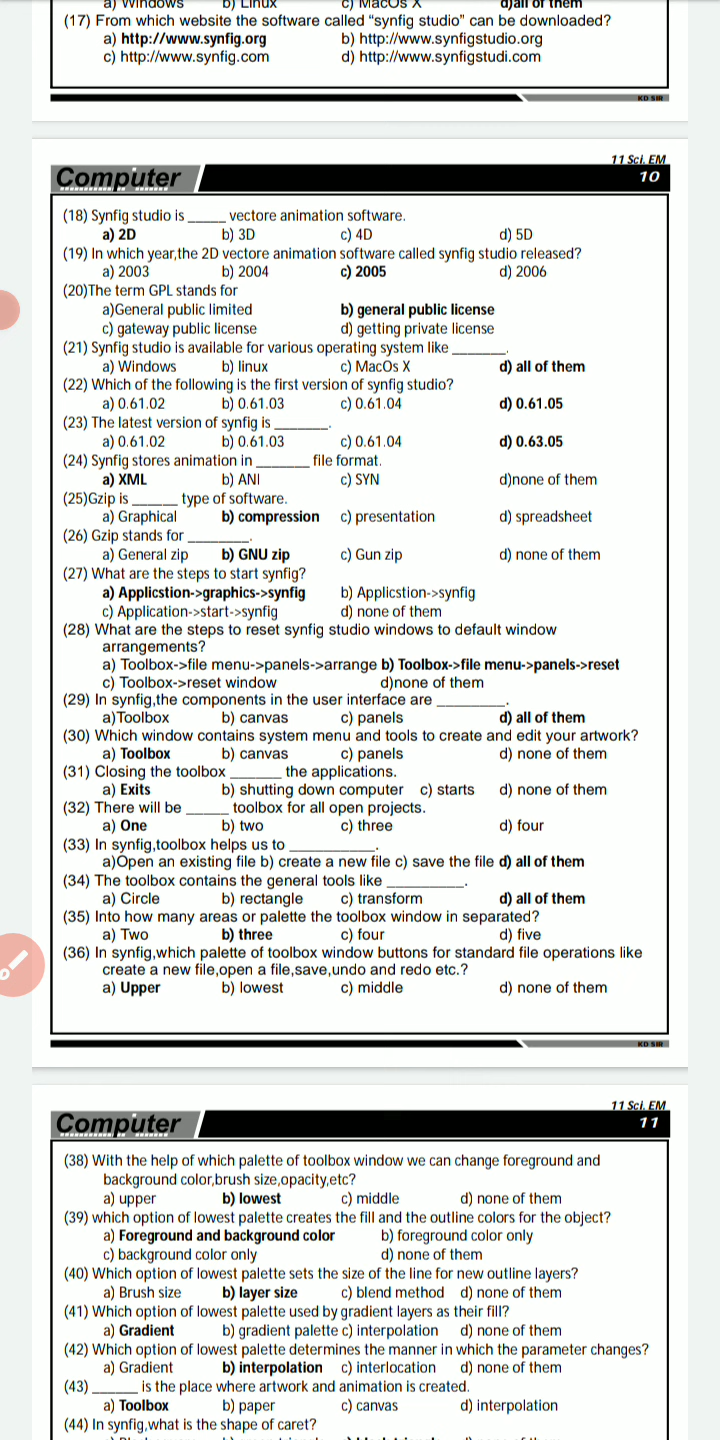 a) Windows b) Linux c) MacOs X d)all of them
(17) From which website the software called “synfig studio” can be downloaded?
a) http://www.synfig.org b) http://www.synfigstudio.org
c) http://www.synfig.com d) http://www.synfigstudi.com
KD SIR
11 Sci. EM
Computer 10
(18) Synfig studio is _____ vectore animation software.
a) 2D b) 3D c) 4D d) 5D
(19) In which year,the 2D vectore animation software called synfig studio released?
a) 2003 b) 2004 c) 2005 d) 2006
(20)The term GPL stands for
a)General public limited b) general public license
c) gateway public license d) getting private license
(21) Synfig studio is available for various operating system like _______.
a) Windows b) linux c) MacOs X d) all of them
(22) Which of the following is the first version of synfig studio?
a) 0.61.02 b) 0.61.03 c) 0.61.04 d) 0.61.05
(23) The latest version of synfig is _______.
a) 0.61.02 b) 0.61.03 c) 0.61.04 d) 0.63.05
(24) Synfig stores animation in _______ file format.
a) XML b) ANI c) SYN d)none of them
(25)Gzip is ______ type of software.
a) Graphical b) compression c) presentation d) spreadsheet
(26) Gzip stands for ________.
a) General zip b) GNU zip c) Gun zip d) none of them
(27) What are the steps to start synfig?
a) Applicstion->graphics->synfig b) Applicstion->synfig
c) Application->start->synfig d) none of them
(28) What are the steps to reset synfig studio windows to default window
arrangements?
a) Toolbox->file menu->panels->arrange b) Toolbox->file menu->panels->reset
c) Toolbox->reset window d)none of them
(29) In synfig,the components in the user interface are _________.
a)Toolbox b) canvas c) panels d) all of them
(30) Which window contains system menu and tools to create and edit your artwork?
a) Toolbox b) canvas c) panels d) none of them
(31) Closing the toolbox _______ the applications.
a) Exits b) shutting down computer c) starts d) none of them
(32) There will be _____ toolbox for all open projects.
a) One b) two c) three d) four
(33) In synfig,toolbox helps us to ___________.
a)Open an existing file b) create a new file c) save the file d) all of them
(34) The toolbox contains the general tools like __________.
a) Circle b) rectangle c) transform d) all of them
(35) Into how many areas or palette the toolbox window in separated?
a) Two b) three c) four d) five
(36) In synfig,which palette of toolbox window buttons for standard file operations like
create a new file,open a file,save,undo and redo etc.?
a) Upper b) lowest c) middle d) none of them
KD SIR
11 Sci. EM
Computer 11
(38) With the help of which palette of toolbox window we can change foreground and
background color,brush size,opacity,etc?
a) upper b) lowest c) middle d) none of them
(39) which option of lowest palette creates the fill and the outline colors for the object?
a) Foreground and background color b) foreground color only
c) background color only d) none of them
(40) Which option of lowest palette sets the size of the line for new outline layers?
a) Brush size b) layer size c) blend method d) none of them
(41) Which option of lowest palette used by gradient layers as their fill?
a) Gradient b) gradient palette c) interpolation d) none of them
(42) Which option of lowest palette determines the manner in which the parameter changes?
a) Gradient b) interpolation c) interlocation d) none of them
(43) ______ is the place where artwork and animation is created.
a) Toolbox b) paper c) canvas d) interpolation
(44) In synfig,what is the shape of caret?